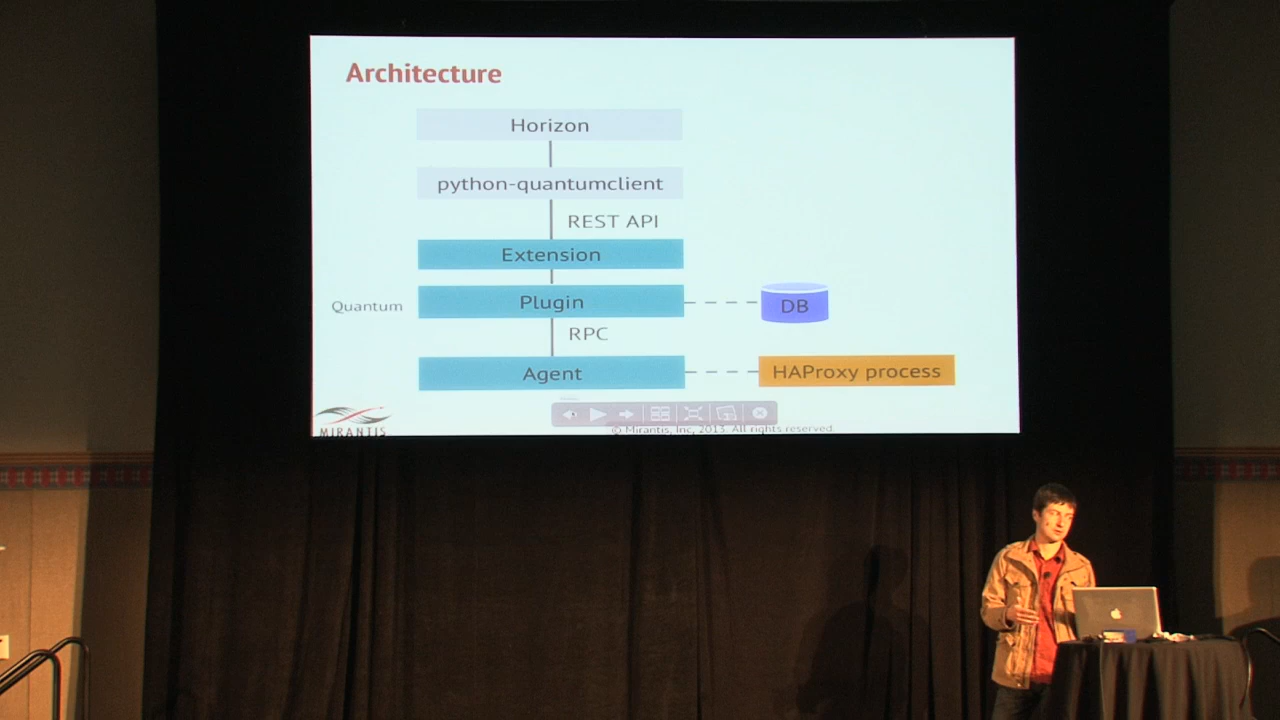 Architecture
Horizon
python-quantumclient
REST API
Extension
Quantum
Plugin
DB
RPC
Agent
HAProxy process
MIRANTIS
© Mirantis, Inc, 2013. All rights reserved.